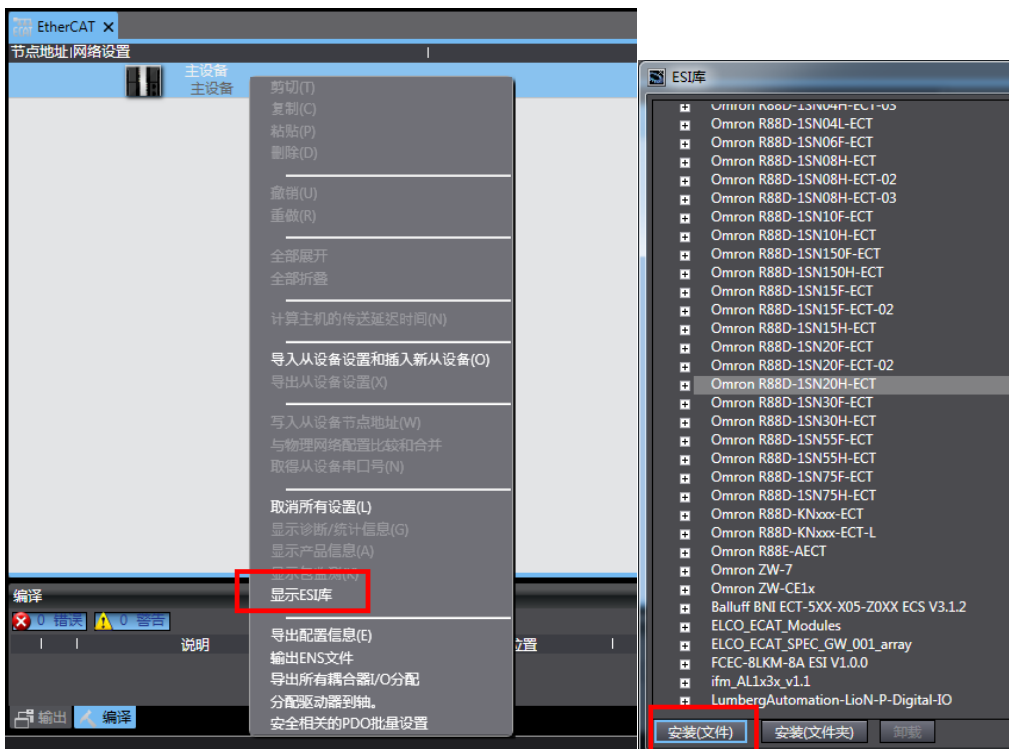 EtherCAT
节点地址|网络设置
主设备
主设备
剪切(T)
复制(C)
粘贴(P)
删除(D)
撤销(U)
重做(R)
全部展开
全部折叠
计算主机的传送延迟时间(N)
导入从设备设置和插入新从设备(O)
导出从设备设置(X)
写入从设备节点地址(W)
与物理网络配置比较和合并
取得从设备串口号(N)
取消所有设置(L)
显示诊断/统计信息(G)
显示产品信息(A)
显示包监测(K)
显示ESI库
导出配置信息(E)
输出ENS文件
导出所有耦合器I/O分配
分配驱动器到轴。
安全相关的PDO批量设置
编译
0 错误 0 警告
说明 位置
输出 编译
ESI库
Omron R88D-1SN04H-ECT-03
Omron R88D-1SN04L-ECT
Omron R88D-1SN06F-ECT
Omron R88D-1SN08H-ECT
Omron R88D-1SN08H-ECT-02
Omron R88D-1SN08H-ECT-03
Omron R88D-1SN10F-ECT
Omron R88D-1SN10H-ECT
Omron R88D-1SN150F-ECT
Omron R88D-1SN150H-ECT
Omron R88D-1SN15F-ECT
Omron R88D-1SN15F-ECT-02
Omron R88D-1SN15H-ECT
Omron R88D-1SN20F-ECT
Omron R88D-1SN20F-ECT-02
Omron R88D-1SN20H-ECT
Omron R88D-1SN30F-ECT
Omron R88D-1SN30H-ECT
Omron R88D-1SN55F-ECT
Omron R88D-1SN55H-ECT
Omron R88D-1SN75F-ECT
Omron R88D-1SN75H-ECT
Omron R88D-KNxxx-ECT
Omron R88D-KNxxx-ECT-L
Omron R88E-AECT
Omron ZW-7
Omron ZW-CE1x
Balluff BNI ECT-5XX-X05-Z0XX ECS V3.1.2
ELCO_ECAT_Modules
ELCO_ECAT_SPEC_GW_001_array
FCEC-8LKM-8A ESI V1.0.0
ifm_AL1x3x_v1.1
LumbergAutomation-LioN-P-Digital-IO
安装(文件) 安装(文件夹) 卸载